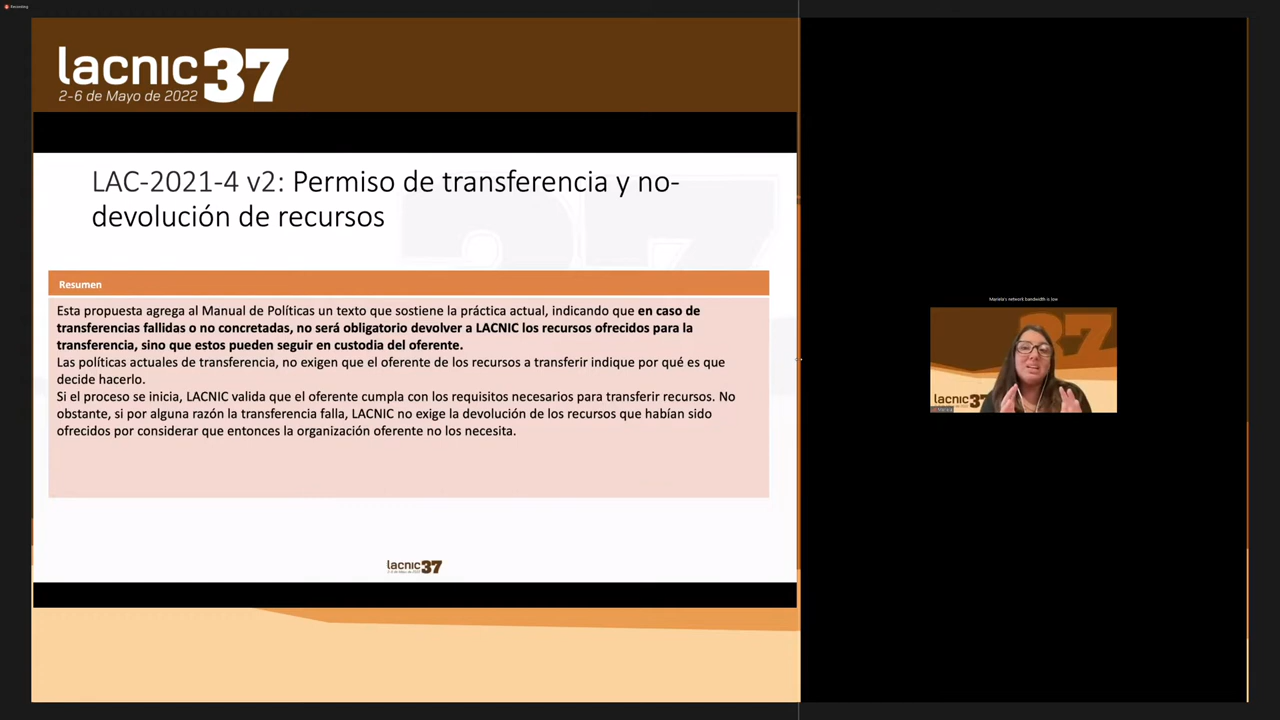 Recording
lacnic 37
2-6 de Mayo de 2022
LAC-2021-4 v2: Permiso de transferencia y no-
devolución de recursos
Resumen
Esta propuesta agrega al Manual de Políticas un texto que sostiene la práctica actual, indicando que en caso de
transferencias fallidas o no concretadas, no será obligatorio devolver a LACNIC los recursos ofrecidos para la
transferencia, sino que estos pueden seguir en custodia del oferente.
Las políticas actuales de transferencia, no exigen que el oferente de los recursos a transferir indique por qué es que
decide hacerlo.
Si el proceso se inicia, LACNIC valida que el oferente cumpla con los requisitos necesarios para transferir recursos. No
obstante, si por alguna razón la transferencia falla, LACNIC no exige la devolución de los recursos que habían sido
ofrecidos por considerar que entonces la organización oferente no los necesita.
lacnic 37
Mariela's network bandwidth is low
lacnic 37